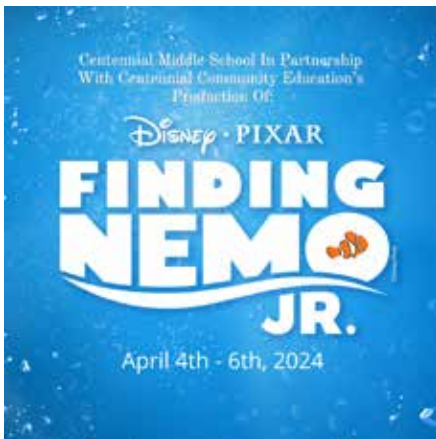 Centennial Middle School In Partnership
With Centennial Community Education's
Production Of:
Disney • PIXAR
FINDING
NEMO
JR.
April 4th - 6th, 2024